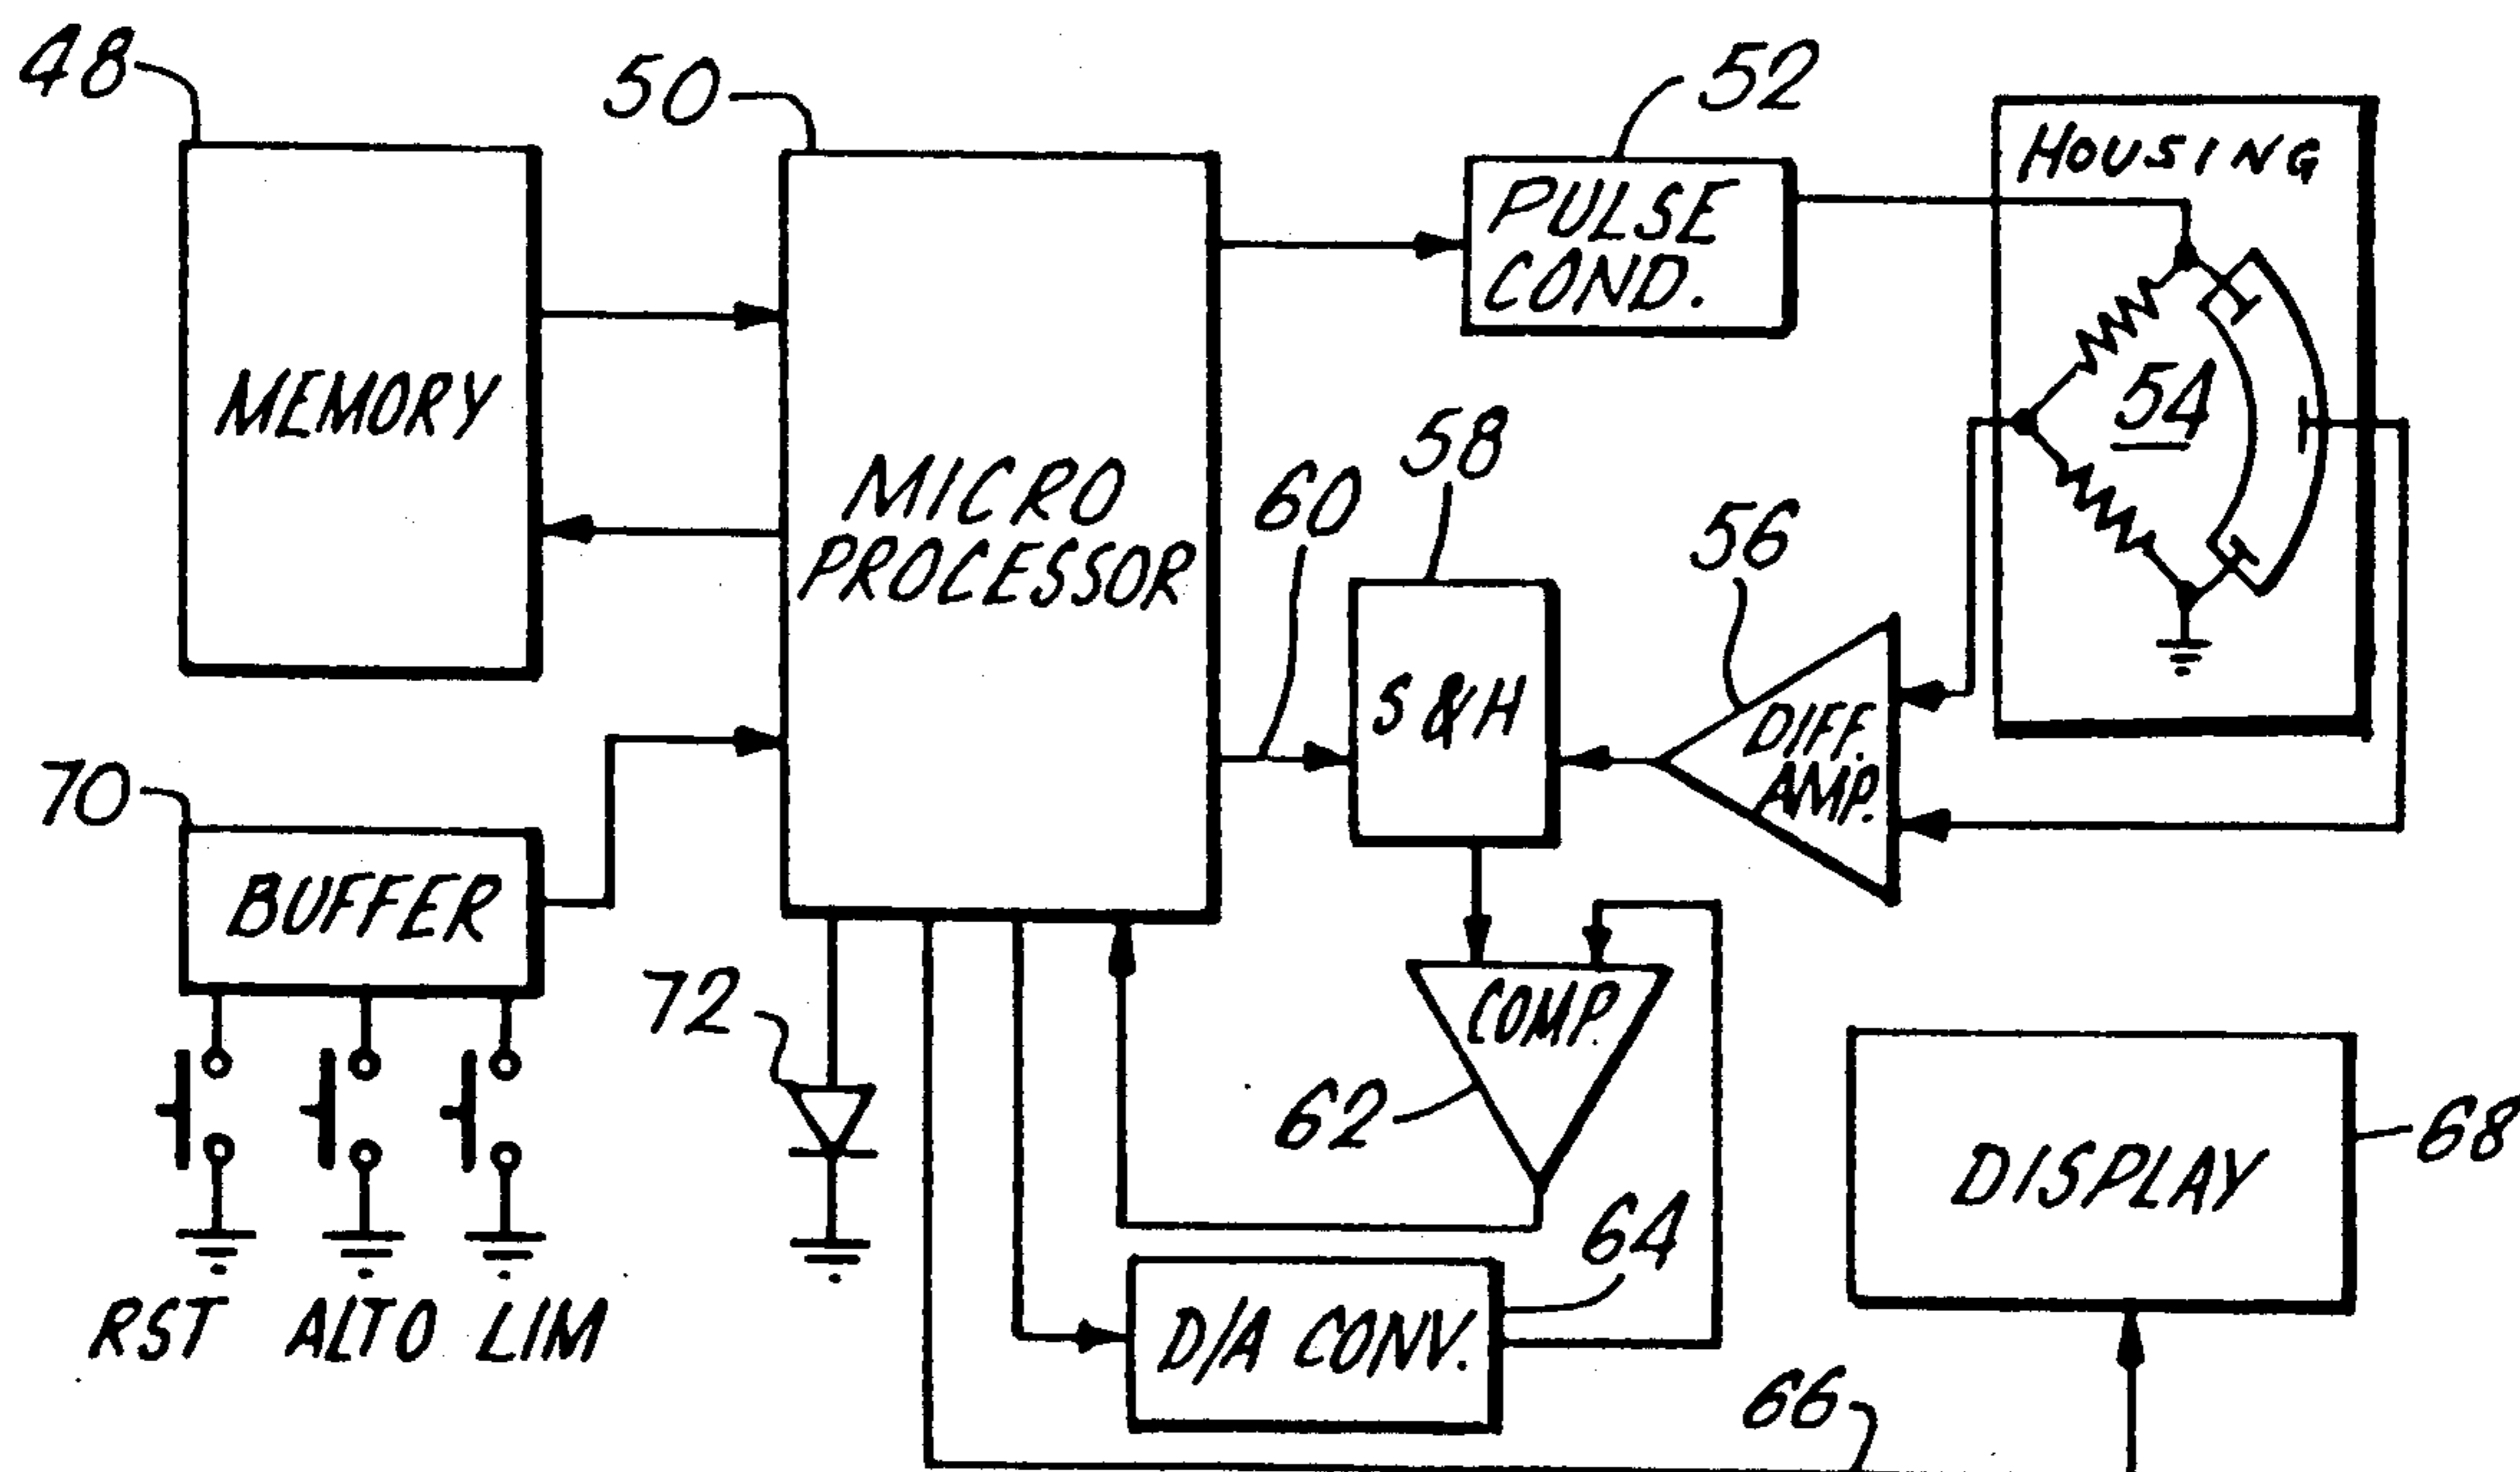 48
50
52
HOUSING
PULSE
COND.
MEMORY
54
58
MICRO
PROCESSOR
60
56
S&H
DIFF.
AMP.
70
BUFFER
72
COMP.
62
68
DISPLAY
64
RST ALTO LIM
D/A CONV.
66